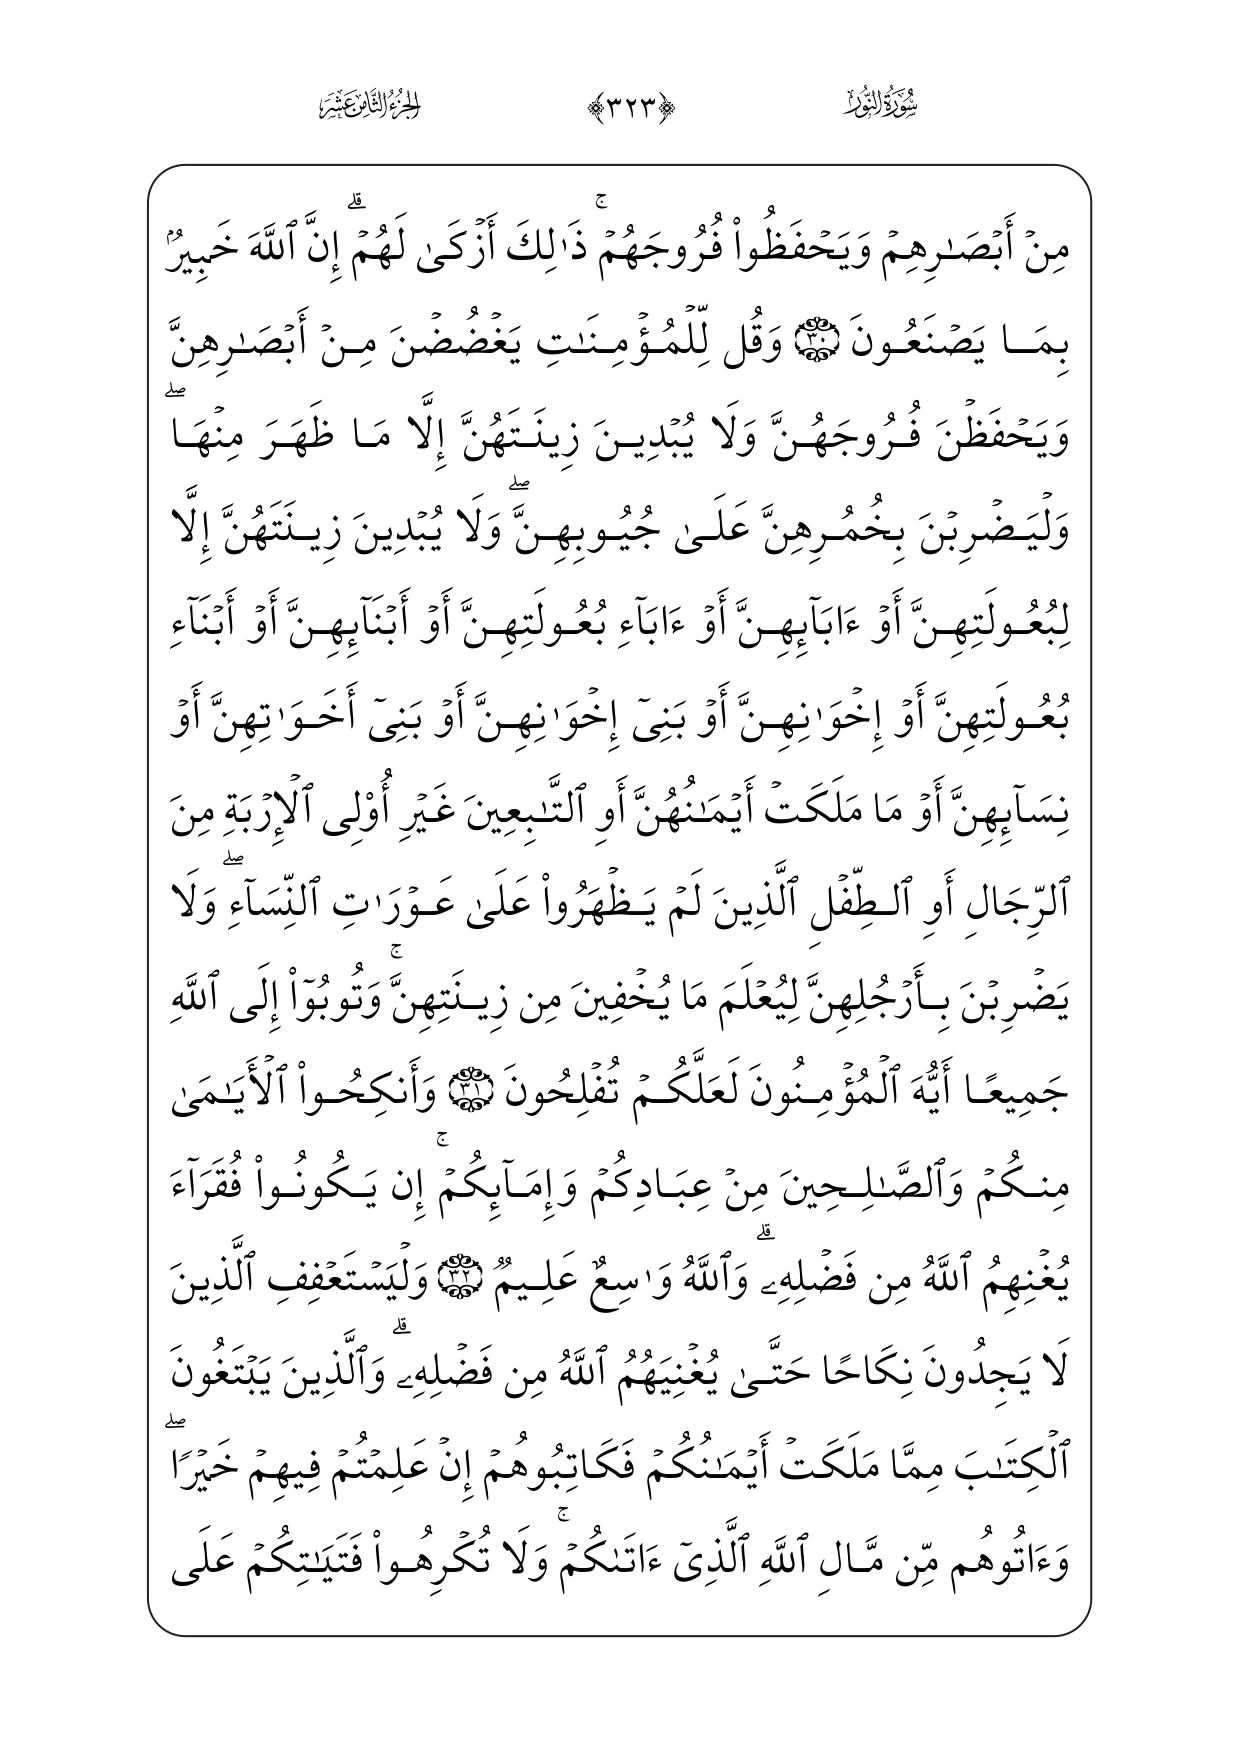 سُورَةُ النُّور ﴿٣٢٣﴾ الجُزْءُ الثَّامِنَ عَشَرَ
مِنۡ أَبۡصَٰرِهِمۡ وَيَحۡفَظُواْ فُرُوجَهُمۡۚ ذَٰلِكَ أَزۡكَىٰ لَهُمۡۗ إِنَّ ٱللَّهَ خَبِيرُۢ
بِمَا يَصۡنَعُونَ ٣٠ وَقُل لِّلۡمُؤۡمِنَٰتِ يَغۡضُضۡنَ مِنۡ أَبۡصَٰرِهِنَّ
وَيَحۡفَظۡنَ فُرُوجَهُنَّ وَلَا يُبۡدِينَ زِينَتَهُنَّ إِلَّا مَا ظَهَرَ مِنۡهَاۖ
وَلۡيَضۡرِبۡنَ بِخُمُرِهِنَّ عَلَىٰ جُيُوبِهِنَّۖ وَلَا يُبۡدِينَ زِينَتَهُنَّ إِلَّا
لِبُعُولَتِهِنَّ أَوۡ ءَابَآئِهِنَّ أَوۡ ءَابَآءِ بُعُولَتِهِنَّ أَوۡ أَبۡنَآئِهِنَّ أَوۡ أَبۡنَآءِ
بُعُولَتِهِنَّ أَوۡ إِخۡوَٰنِهِنَّ أَوۡ بَنِيٓ إِخۡوَٰنِهِنَّ أَوۡ بَنِيٓ أَخَوَٰتِهِنَّ أَوۡ
نِسَآئِهِنَّ أَوۡ مَا مَلَكَتۡ أَيۡمَٰنُهُنَّ أَوِ ٱلتَّٰبِعِينَ غَيۡرِ أُوْلِي ٱلۡإِرۡبَةِ مِنَ
ٱلرِّجَالِ أَوِ ٱلطِّفۡلِ ٱلَّذِينَ لَمۡ يَظۡهَرُواْ عَلَىٰ عَوۡرَٰتِ ٱلنِّسَآءِۖ وَلَا
يَضۡرِبۡنَ بِأَرۡجُلِهِنَّ لِيُعۡلَمَ مَا يُخۡفِينَ مِن زِينَتِهِنَّۚ وَتُوبُوٓاْ إِلَى ٱللَّهِ
جَمِيعًا أَيُّهَ ٱلۡمُؤۡمِنُونَ لَعَلَّكُمۡ تُفۡلِحُونَ ٣١ وَأَنكِحُواْ ٱلۡأَيَٰمَىٰ
مِنكُمۡ وَٱلصَّٰلِحِينَ مِنۡ عِبَادِكُمۡ وَإِمَآئِكُمۡۚ إِن يَكُونُواْ فُقَرَآءَ
يُغۡنِهِمُ ٱللَّهُ مِن فَضۡلِهِۦۗ وَٱللَّهُ وَٰسِعٌ عَلِيمٞ ٣٢ وَلۡيَسۡتَعۡفِفِ ٱلَّذِينَ
لَا يَجِدُونَ نِكَاحًا حَتَّىٰ يُغۡنِيَهُمُ ٱللَّهُ مِن فَضۡلِهِۦۗ وَٱلَّذِينَ يَبۡتَغُونَ
ٱلۡكِتَٰبَ مِمَّا مَلَكَتۡ أَيۡمَٰنُكُمۡ فَكَاتِبُوهُمۡ إِنۡ عَلِمۡتُمۡ فِيهِمۡ خَيۡرٗاۖ
وَءَاتُوهُم مِّن مَّالِ ٱللَّهِ ٱلَّذِيٓ ءَاتَىٰكُمۡۚ وَلَا تُكۡرِهُواْ فَتَيَٰتِكُمۡ عَلَى